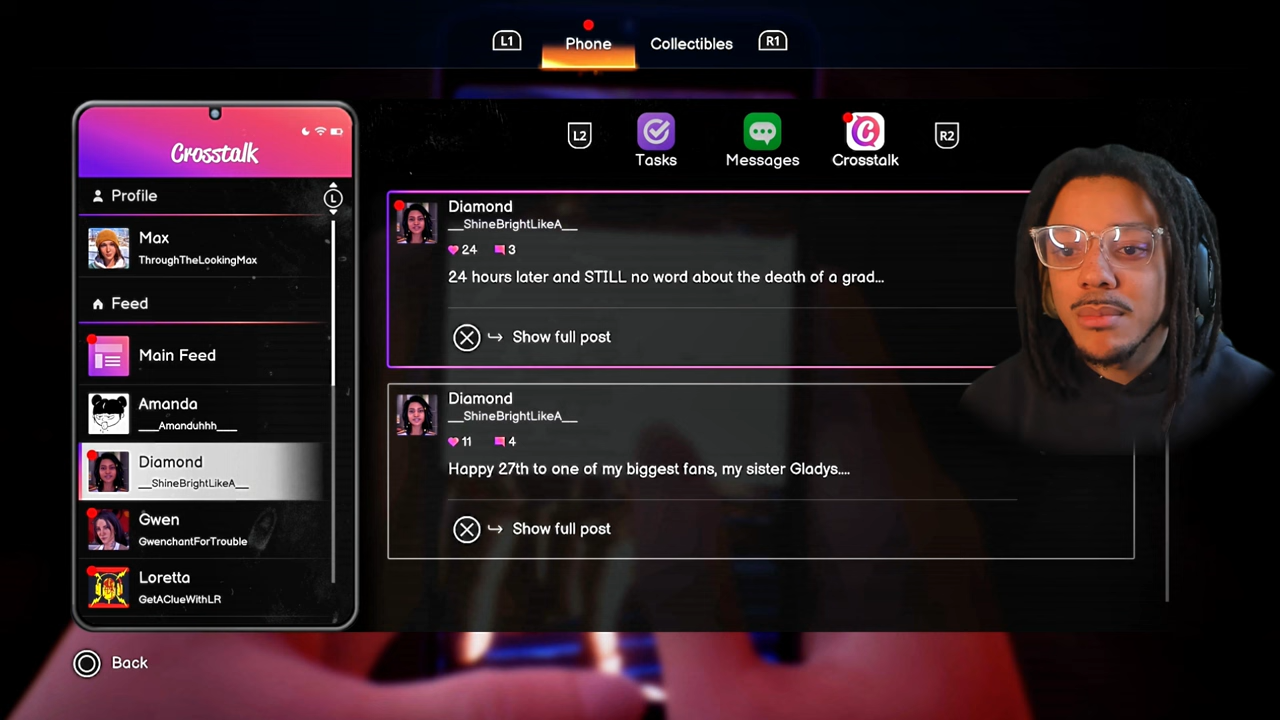 L1
Phone
Collectibles
R1
Crosstalk
L2
Tasks
Messages
Crosstalk
R2
Profile
L
Max
ThroughTheLookingMax
Feed
Main Feed
Amanda
___Amanduhhh___
Diamond
__ShineBrightLikeA__
Gwen
GwenchantForTrouble
Loretta
GetAClueWithLR
Diamond
__ShineBrightLikeA__
24 3
24 hours later and STILL no word about the death of a grad...
Show full post
Diamond
__ShineBrightLikeA__
11 4
Happy 27th to one of my biggest fans, my sister Gladys....
Show full post
Back